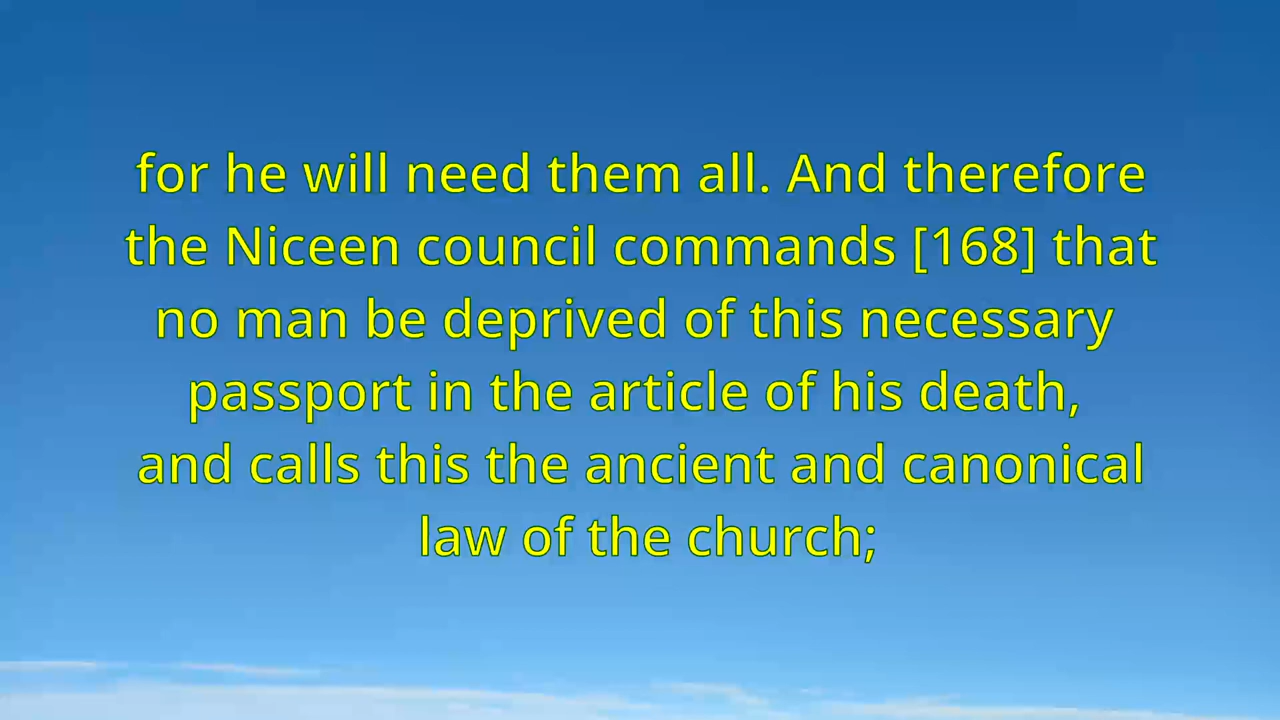 for he will need them all. And therefore
the Niceen council commands [168] that
no man be deprived of this necessary
passport in the article of his death,
and calls this the ancient and canonical
law of the church;